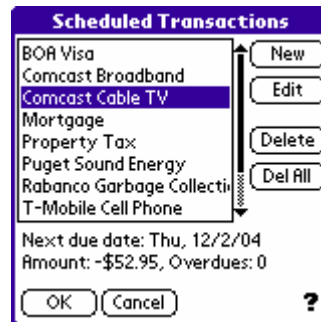 Scheduled Transactions
BOA Visa
Comcast Broadband
Comcast Cable TV
Mortgage
Property Tax
Puget Sound Energy
Rabanco Garbage Collecti
T-Mobile Cell Phone
New
Edit
Delete
Del All
Next due date: Thu, 12/2/04
Amount: -$52.95, Overdues: 0
OK Cancel ?